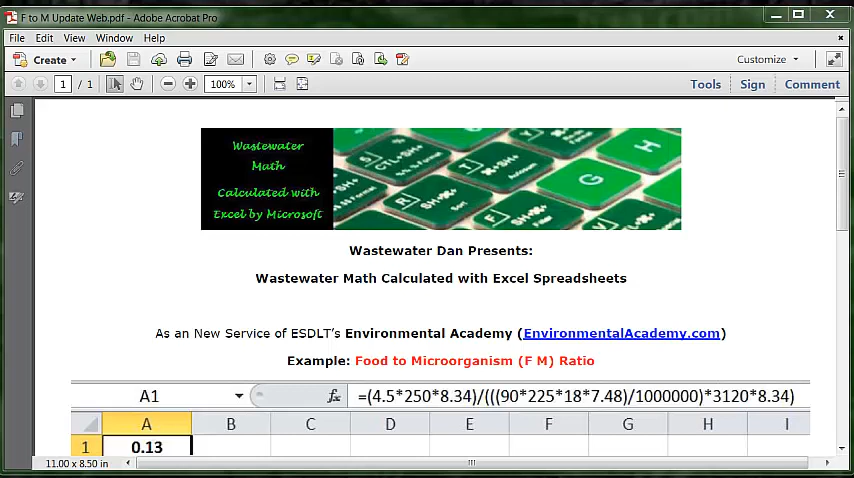 F to M Update Web.pdf - Adobe Acrobat Pro
File Edit View Window Help
Create Customize
1 / 1 100% Tools Sign Comment
Wastewater
Math
Calculated with
Excel by Microsoft
Wastewater Dan Presents:
Wastewater Math Calculated with Excel Spreadsheets
As an New Service of ESDLT's Environmental Academy (EnvironmentalAcademy.com)
Example: Food to Microorganism (F M) Ratio
A1 fx =(4.5*250*8.34)/(((90*225*18*7.48)/1000000)*3120*8.34)
A B C D E F G H I
1 0.13
11.00 x 8.50 in